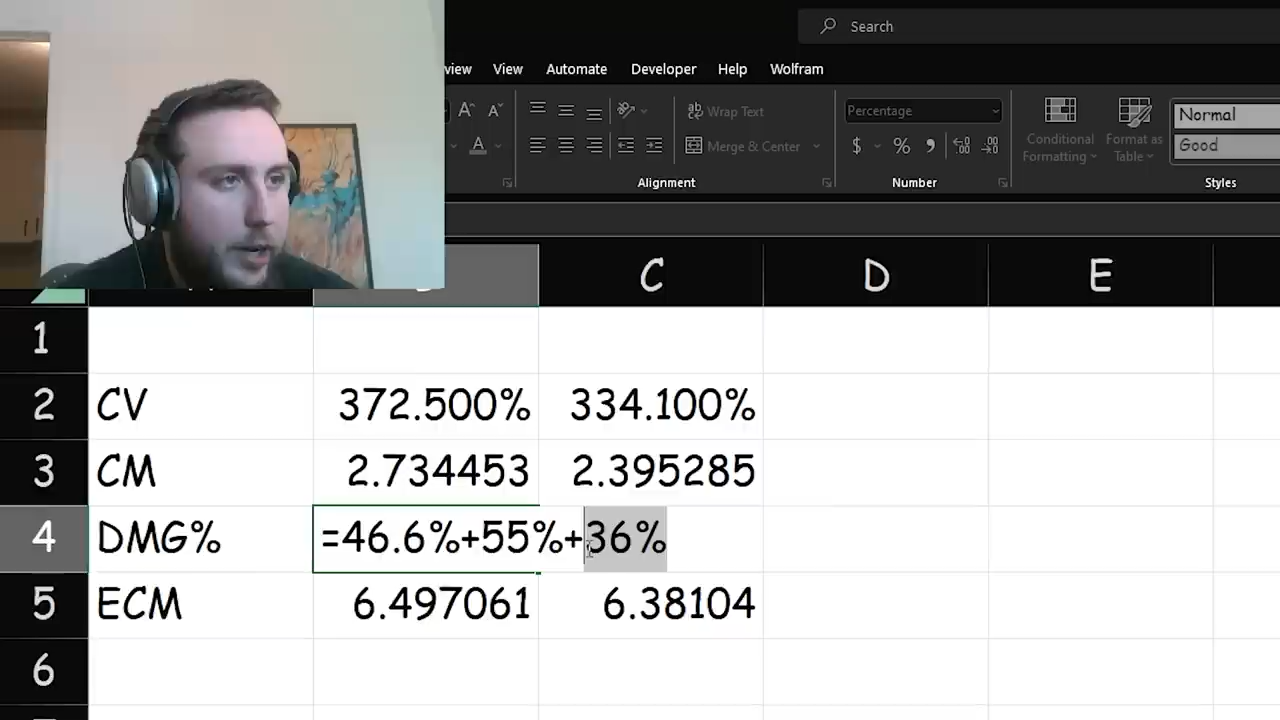 Search
view View Automate Developer Help Wolfram
Wrap Text
Percentage
Normal
Merge & Center
Conditional Formatting
Format as Table
Good
Alignment
Number
Styles
C D E
1
2 CV 372.500% 334.100%
3 CM 2.734453 2.395285
4 DMG% =46.6%+55%+36%
5 ECM 6.497061 6.38104
6